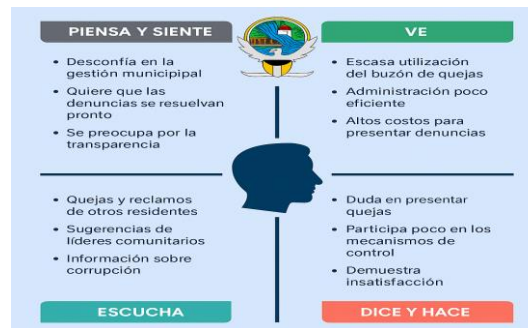 PIENSA Y SIENTE
• Desconfía en la
gestión municipipal
• Quiere que las
denuncias se resuelvan
pronto
• Se preocupa por la
transparencia
VE
• Escasa utilización
del buzón de quejas
• Administración poco
eficiente
• Altos costos para
presentar denuncias
• Quejas y reclamos
de otros residentes
• Sugerencias de
líderes comunitarios
• Información sobre
corrupción
ESCUCHA
• Duda en presentar
quejas
• Participa poco en los
mecanismos de
control
• Demuestra
insatisfacción
DICE Y HACE